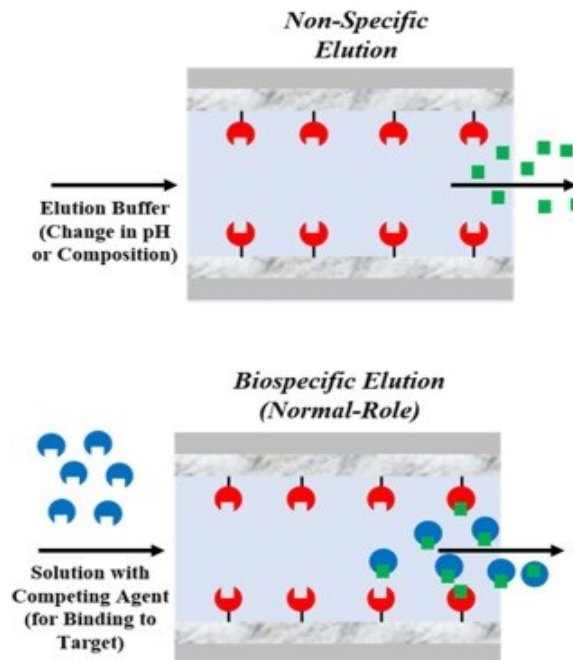 Non-Specific
Elution
Elution Buffer
(Change in pH
or Composition)
Biospecific Elution
(Normal-Role)
Solution with
Competing Agent
(for Binding to
Target)